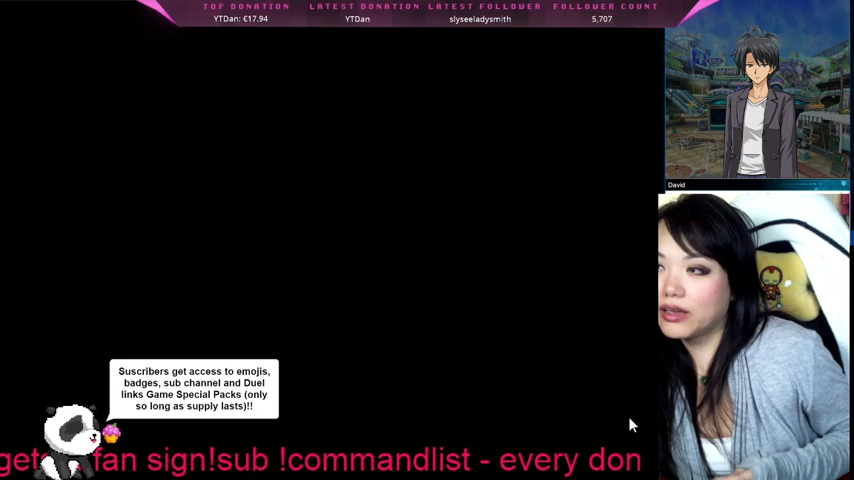 TOP DONATION LATEST DONATION LATEST FOLLOWER FOLLOWER COUNT
YTDan: €17.94 YTDan slyseeladysmith 5,707
David
Suscribers get access to emojis,
badges, sub channel and Duel
links Game Special Packs (only
so long as supply lasts)!!
fan sign!sub !commandlist - every don